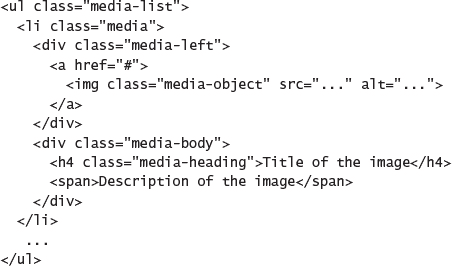 <ul class="media-list">
  <li class="media">
    <div class="media-left">
      <a href="#">
        <img class="media-object" src="..." alt="...">
      </a>
    </div>
    <div class="media-body">
      <h4 class="media-heading">Title of the image</h4>
      <span>Description of the image</span>
    </div>
  </li>
   ...
</ul>